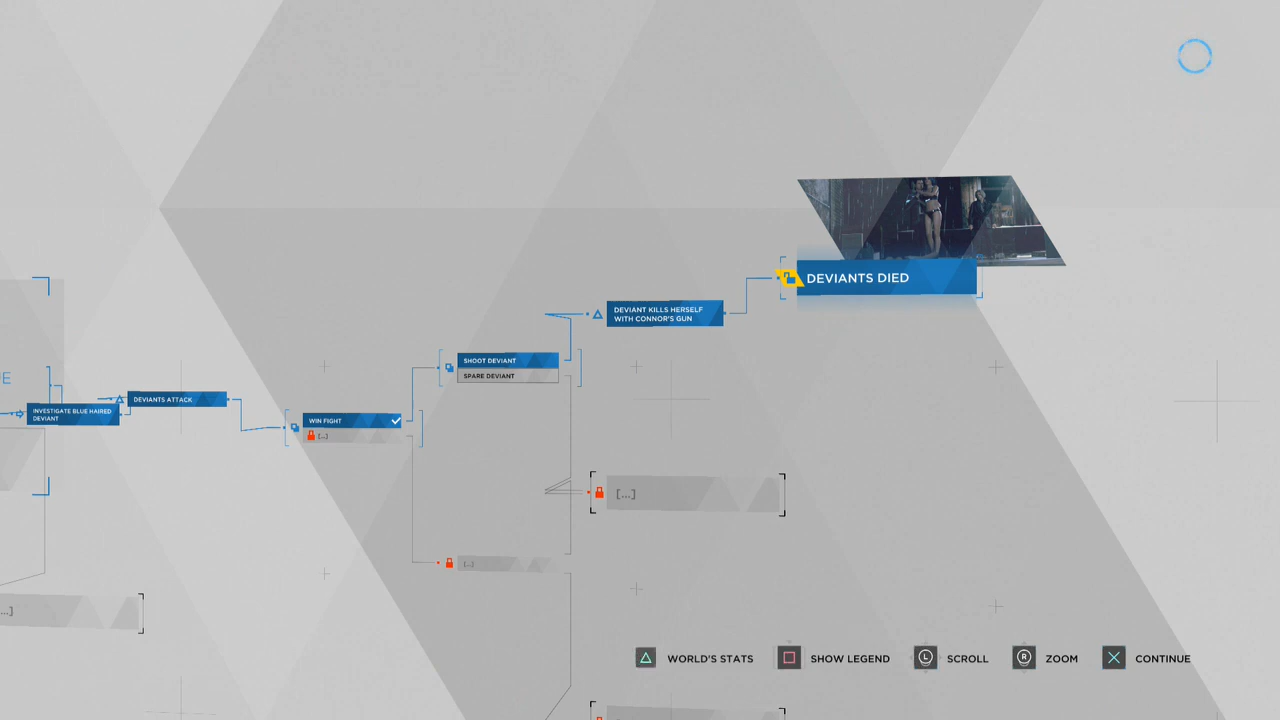 DEVIANTS DIED
DEVIANT KILLS HERSELF
WITH CONNOR'S GUN
SHOOT DEVIANT
SPARE DEVIANT
E
DEVIANTS ATTACK
INVESTIGATE BLUE HAIRED
DEVIANT
WIN FIGHT
[...]
[...]
[...]
...]
WORLD'S STATS
SHOW LEGEND
L
SCROLL
R
ZOOM
CONTINUE